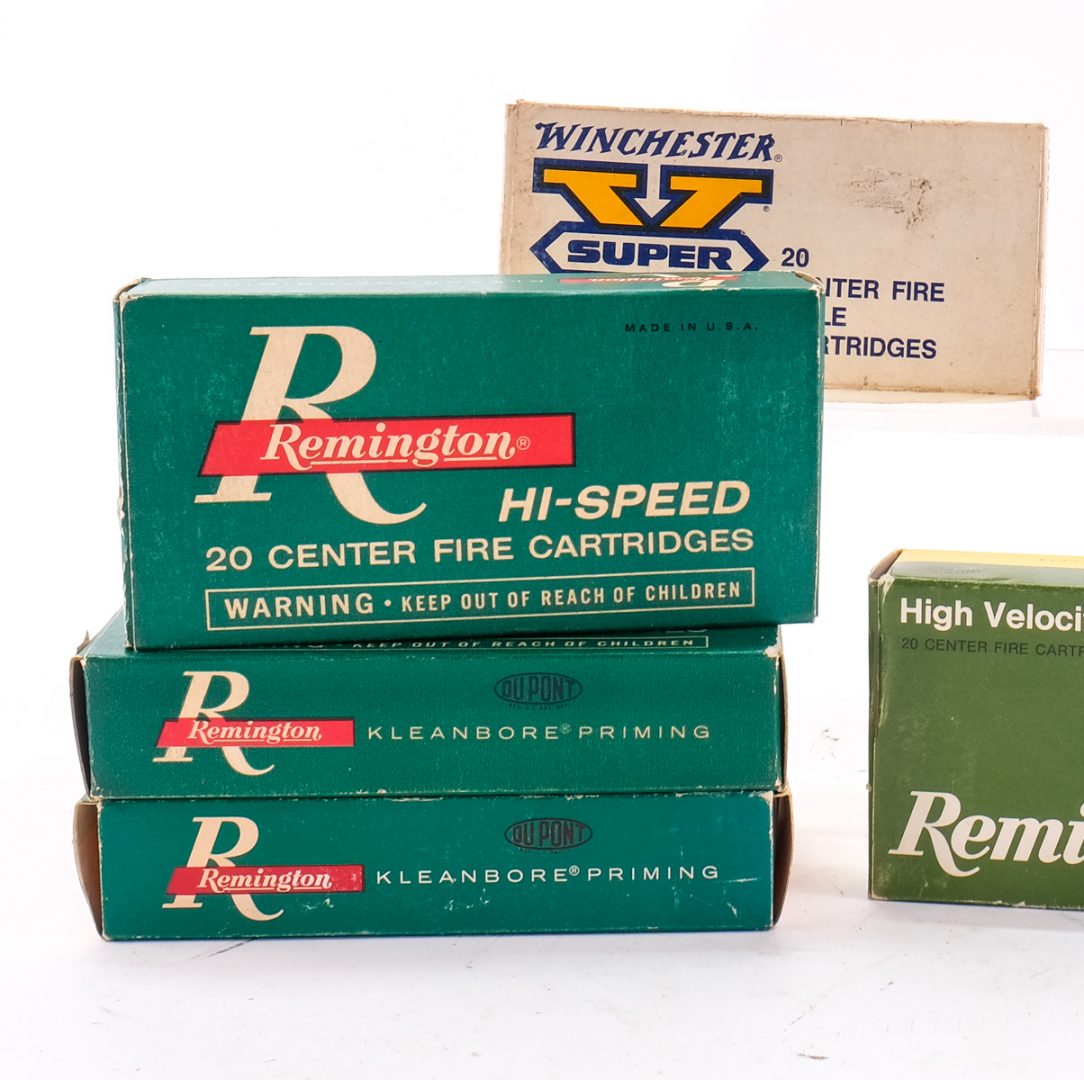 WINCHESTER®
X®
SUPER
20
NTER FIRE
LE
RTRIDGES
Remington
R
MADE IN U.S.A.
R
Remington®
HI-SPEED
20 CENTER FIRE CARTRIDGES
WARNING • KEEP OUT OF REACH OF CHILDREN
KEEP OUT OF REACH OF CHILDREN
DU PONT
R
Remington
KLEANBORE® PRIMING
DU PONT
R
Remington
KLEANBORE® PRIMING
High Veloci
20 CENTER FIRE CARTR
Remi